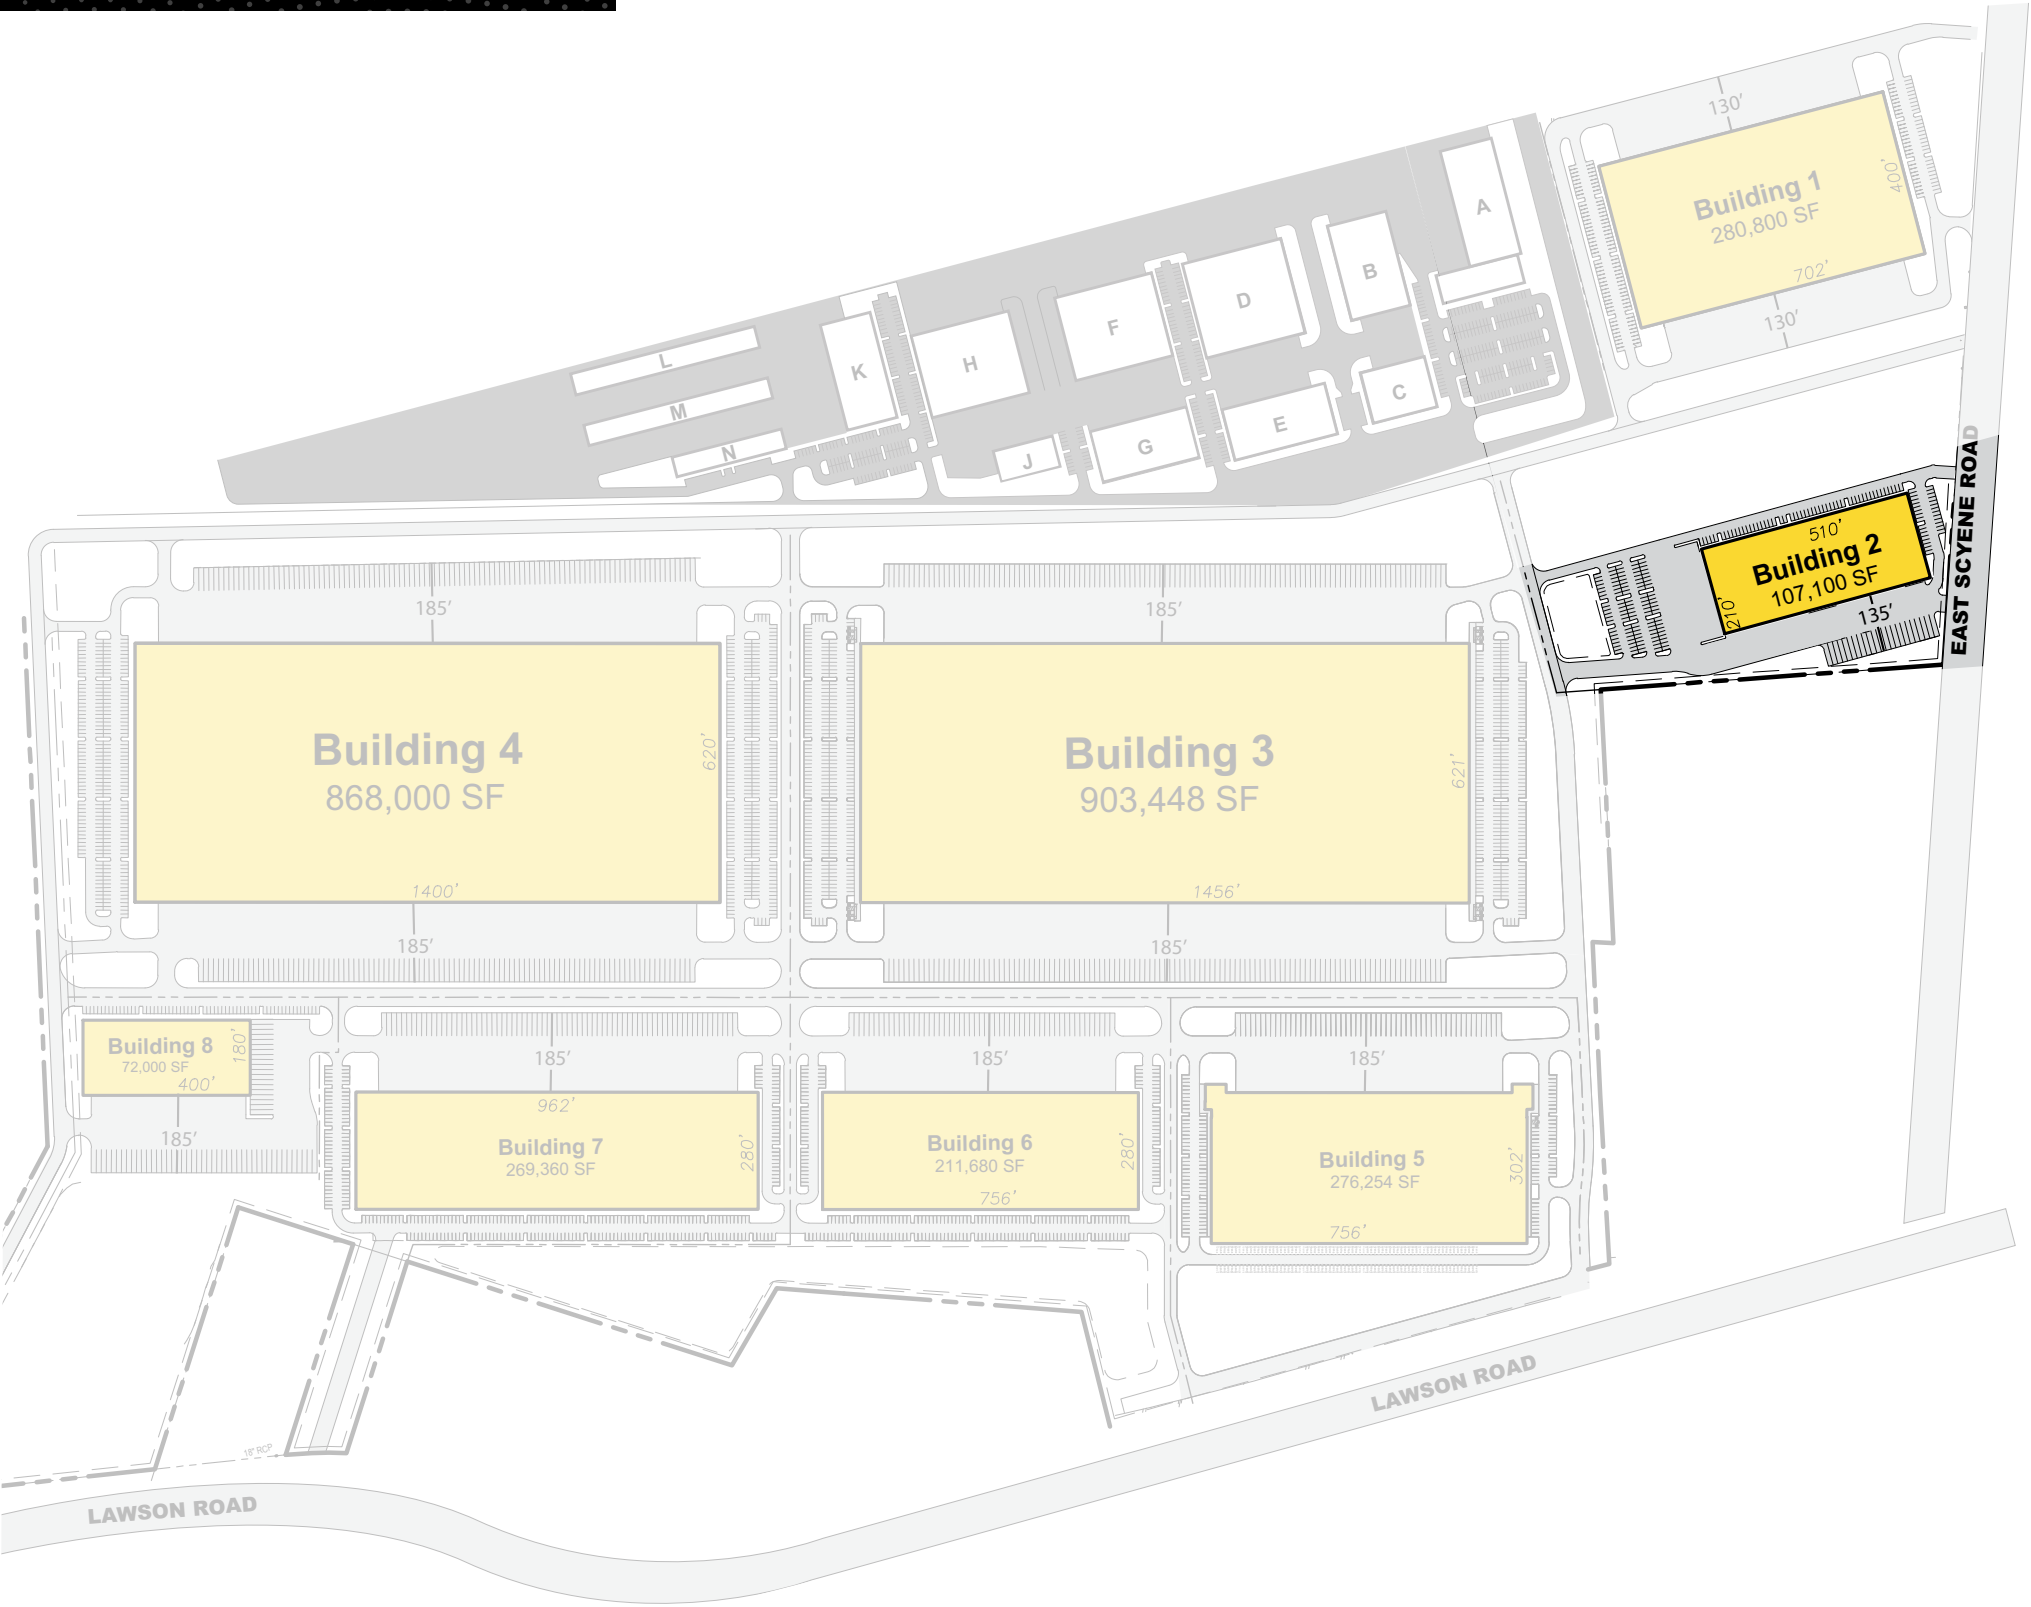 130'
Building 1
280,800 SF
400'
702'
130'
A
B
C
D
E
F
G
H
J
K
L
M
N
EAST SCYENE ROAD
510'
Building 2
107,100 SF
210'
135'
185'
185'
Building 4
868,000 SF
620'
1400'
185'
Building 3
903,448 SF
621'
1456'
185'
Building 8
72,000 SF
180'
400'
185'
185'
962'
Building 7
269,360 SF
280'
185'
Building 6
211,680 SF
280'
756'
185'
Building 5
276,254 SF
302'
756'
LAWSON ROAD
18" RCP
LAWSON ROAD